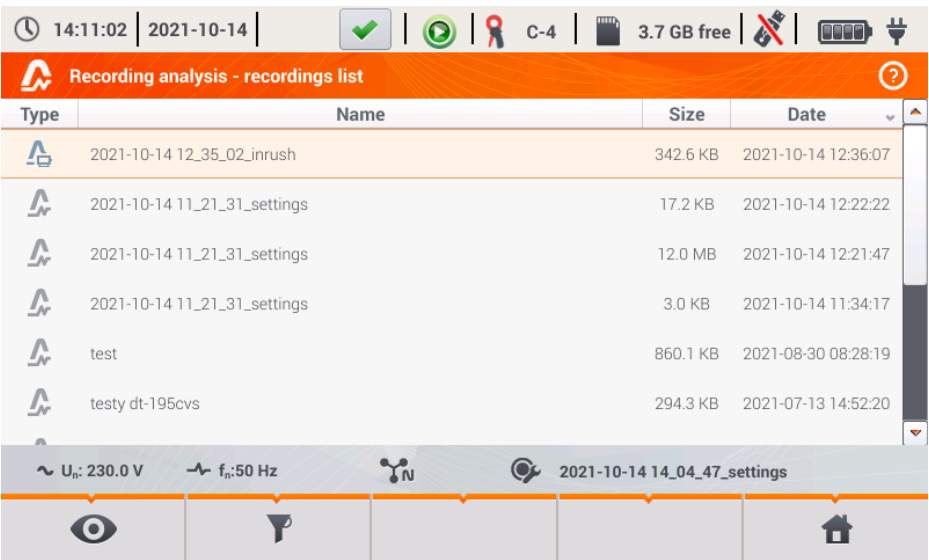 14:11:02 2021-10-14 C-4 3.7 GB free
Recording analysis - recordings list ?
Type Name Size Date
2021-10-14 12_35_02_inrush 342.6 KB 2021-10-14 12:36:07
2021-10-14 11_21_31_settings 17.2 KB 2021-10-14 12:22:22
2021-10-14 11_21_31_settings 12.0 MB 2021-10-14 12:21:47
2021-10-14 11_21_31_settings 3.0 KB 2021-10-14 11:34:17
test 860.1 KB 2021-08-30 08:28:19
testy dt-195cvs 294.3 KB 2021-07-13 14:52:20
Uₙ: 230.0 V fₙ:50 Hz N 2021-10-14 14_04_47_settings